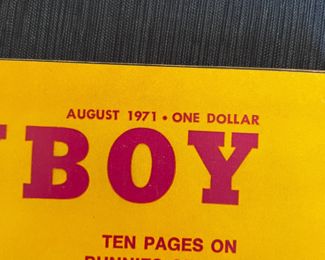 AUGUST 1971 • ONE DOLLAR
BOY
TEN PAGES ON